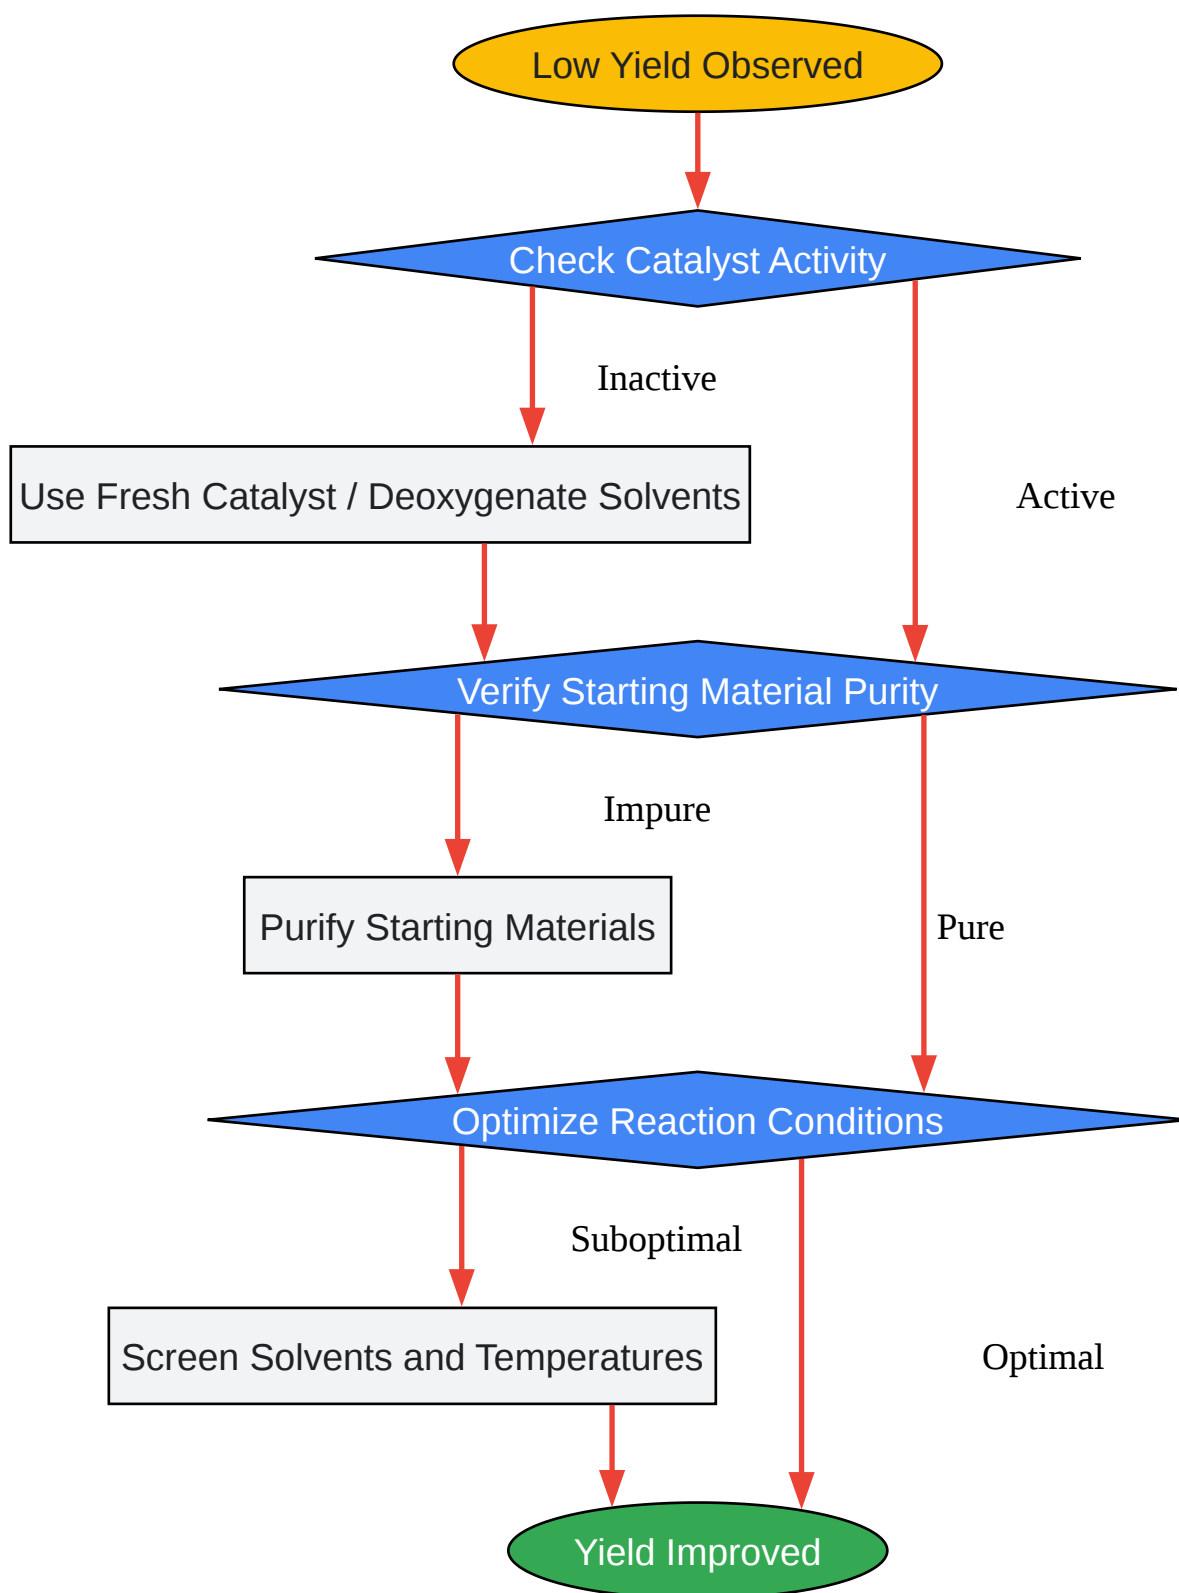 Low Yield Observed
Check Catalyst Activity
Inactive
Use Fresh Catalyst / Deoxygenate Solvents
Active
Verify Starting Material Purity
Impure
Purify Starting Materials
Pure
Optimize Reaction Conditions
Suboptimal
Screen Solvents and Temperatures
Optimal
Yield Improved